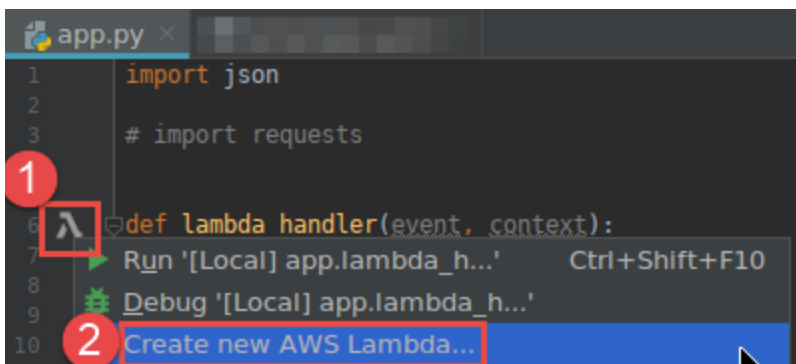 app.py
1 import json
2
3 # import requests
1
6 λ def lambda_handler(event, context):
7 Run '[Local] app.lambda_h...' Ctrl+Shift+F10
8
9 Debug '[Local] app.lambda_h...'
10 2 Create new AWS Lambda...